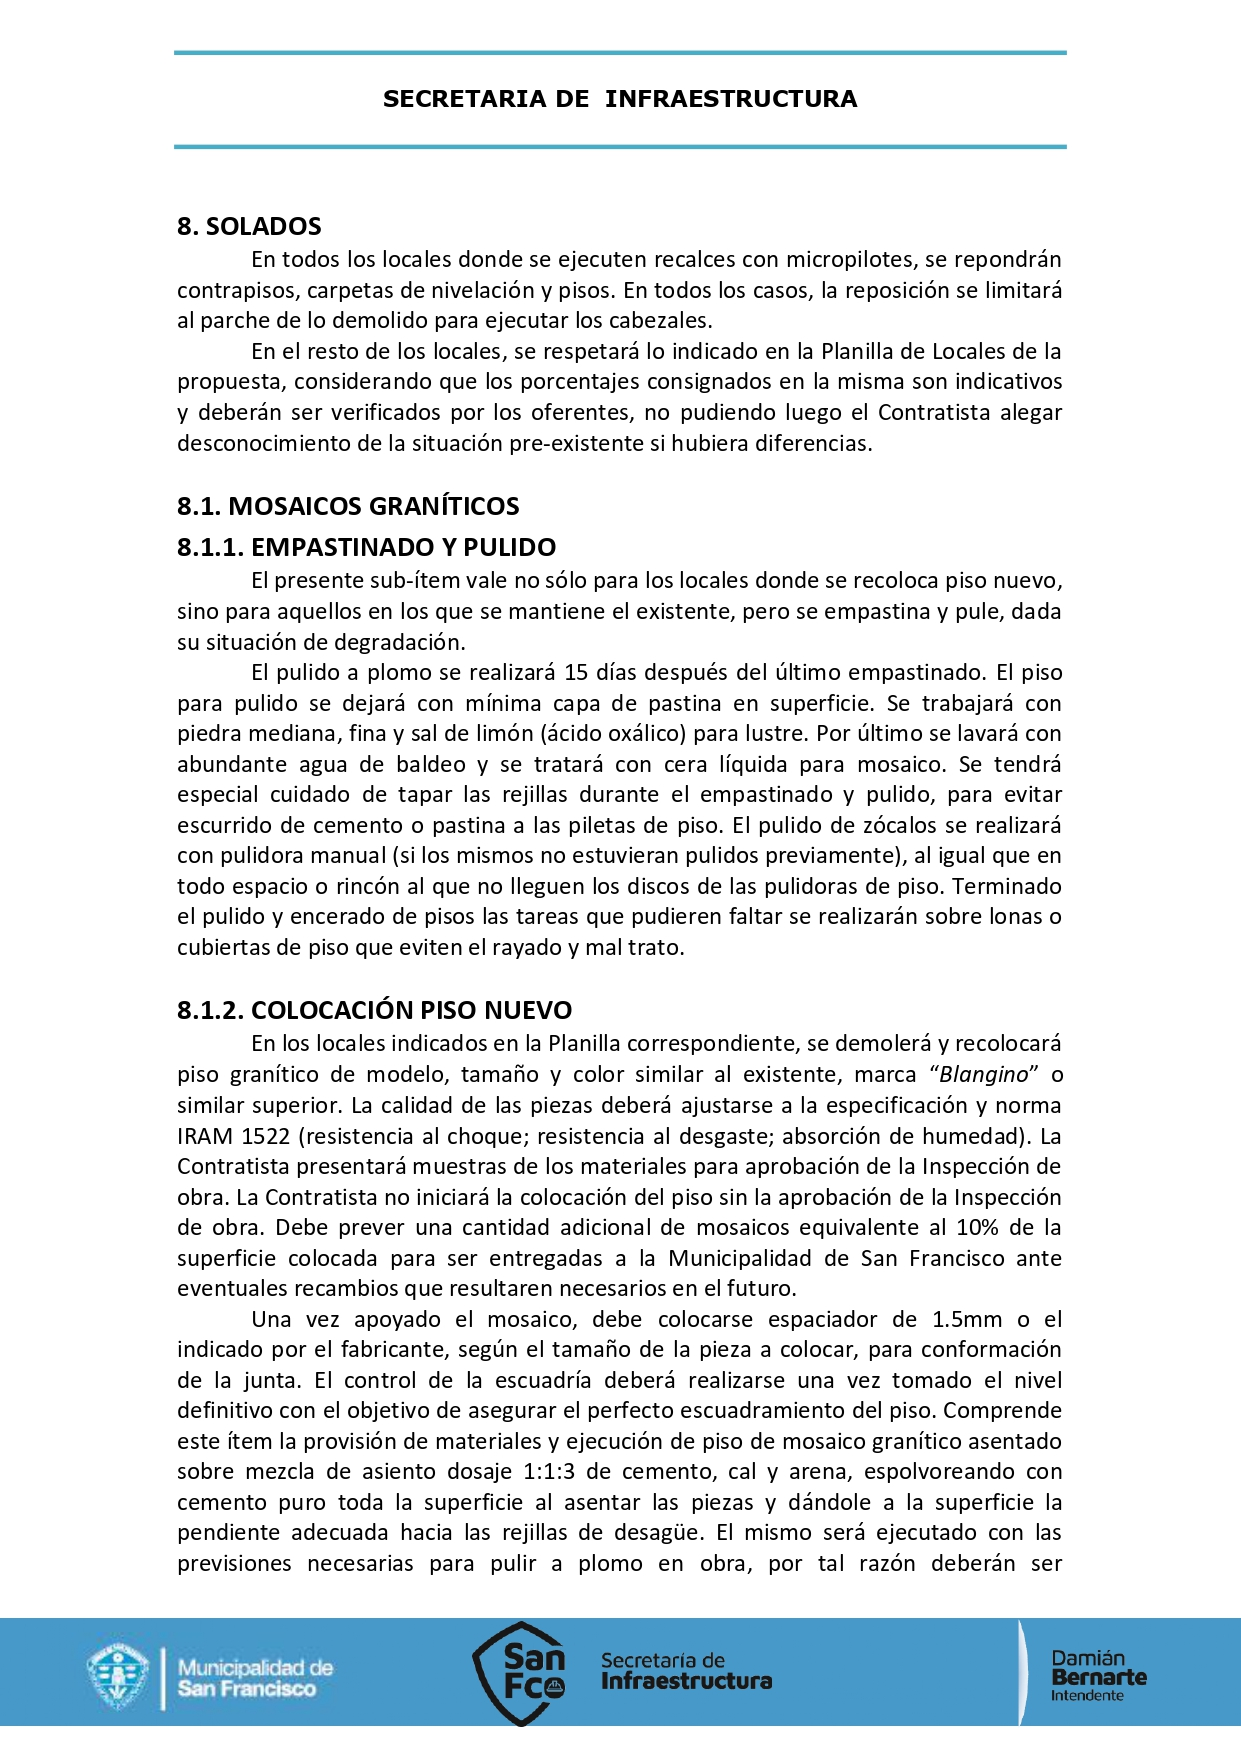 SECRETARIA DE  INFRAESTRUCTURA
8. SOLADOS
En todos los locales donde se ejecuten recalces con micropilotes, se repondrán
contrapisos, carpetas de nivelación y pisos. En todos los casos, la reposición se limitará
al parche de lo demolido para ejecutar los cabezales.
En el resto de los locales, se respetará lo indicado en la Planilla de Locales de la
propuesta, considerando que los porcentajes consignados en la misma son indicativos
y deberán ser verificados por los oferentes, no pudiendo luego el Contratista alegar
desconocimiento de la situación pre-existente si hubiera diferencias.
8.1. MOSAICOS GRANÍTICOS
8.1.1. EMPASTINADO Y PULIDO
El presente sub-ítem vale no sólo para los locales donde se recoloca piso nuevo,
sino para aquellos en los que se mantiene el existente, pero se empastina y pule, dada
su situación de degradación.
El pulido a plomo se realizará 15 días después del último empastinado. El piso
para pulido se dejará con mínima capa de pastina en superficie. Se trabajará con
piedra mediana, fina y sal de limón (ácido oxálico) para lustre. Por último se lavará con
abundante agua de baldeo y se tratará con cera líquida para mosaico. Se tendrá
especial cuidado de tapar las rejillas durante el empastinado y pulido, para evitar
escurrido de cemento o pastina a las piletas de piso. El pulido de zócalos se realizará
con pulidora manual (si los mismos no estuvieran pulidos previamente), al igual que en
todo espacio o rincón al que no lleguen los discos de las pulidoras de piso. Terminado
el pulido y encerado de pisos las tareas que pudieren faltar se realizarán sobre lonas o
cubiertas de piso que eviten el rayado y mal trato.
8.1.2. COLOCACIÓN PISO NUEVO
En los locales indicados en la Planilla correspondiente, se demolerá y recolocará
piso granítico de modelo, tamaño y color similar al existente, marca “Blangino” o
similar superior. La calidad de las piezas deberá ajustarse a la especificación y norma
IRAM 1522 (resistencia al choque; resistencia al desgaste; absorción de humedad). La
Contratista presentará muestras de los materiales para aprobación de la Inspección de
obra. La Contratista no iniciará la colocación del piso sin la aprobación de la Inspección
de obra. Debe prever una cantidad adicional de mosaicos equivalente al 10% de la
superficie colocada para ser entregadas a la Municipalidad de San Francisco ante
eventuales recambios que resultaren necesarios en el futuro.
Una vez apoyado el mosaico, debe colocarse espaciador de 1.5mm o el
indicado por el fabricante, según el tamaño de la pieza a colocar, para conformación
de la junta. El control de la escuadría deberá realizarse una vez tomado el nivel
definitivo con el objetivo de asegurar el perfecto escuadramiento del piso. Comprende
este ítem la provisión de materiales y ejecución de piso de mosaico granítico asentado
sobre mezcla de asiento dosaje 1:1:3 de cemento, cal y arena, espolvoreando con
cemento puro toda la superficie al asentar las piezas y dándole a la superficie la
pendiente adecuada hacia las rejillas de desagüe. El mismo será ejecutado con las
previsiones necesarias para pulir a plomo en obra, por tal razón deberán ser
Municipalidad de
San Francisco
San
Fco
Secretaría de
Infraestructura
Damián
Bernarte
Intendente